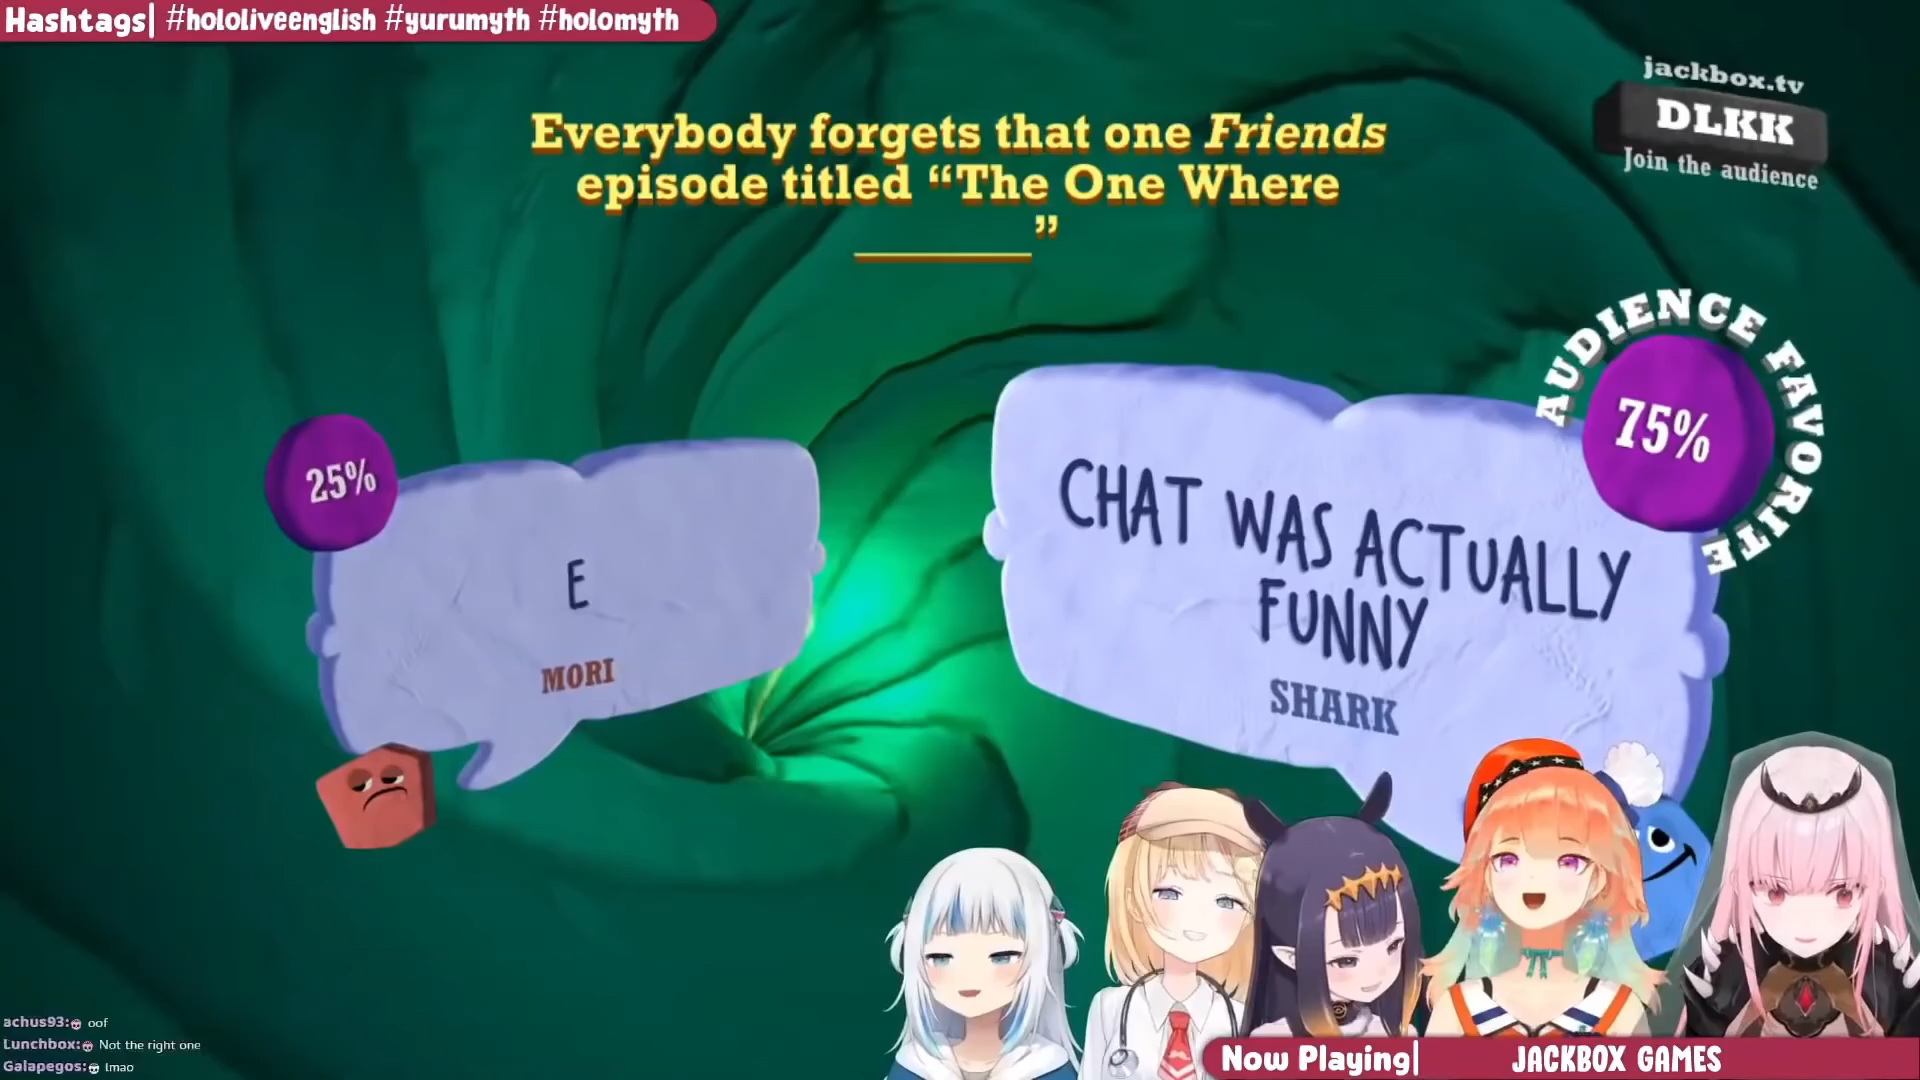 Hashtags| #hololiveenglish #yurumyth #holomyth
jackbox.tv
DLKK
Join the audience
Everybody forgets that one Friends
episode titled “The One Where
______”
AUDIENCE FAVORITE
75%
25%
CHAT WAS ACTUALLY
FUNNY
SHARK
E
MORI
achus93: oof
Lunchbox: Not the right one
Galapegos: lmao
Now Playing| JACKBOX GAMES